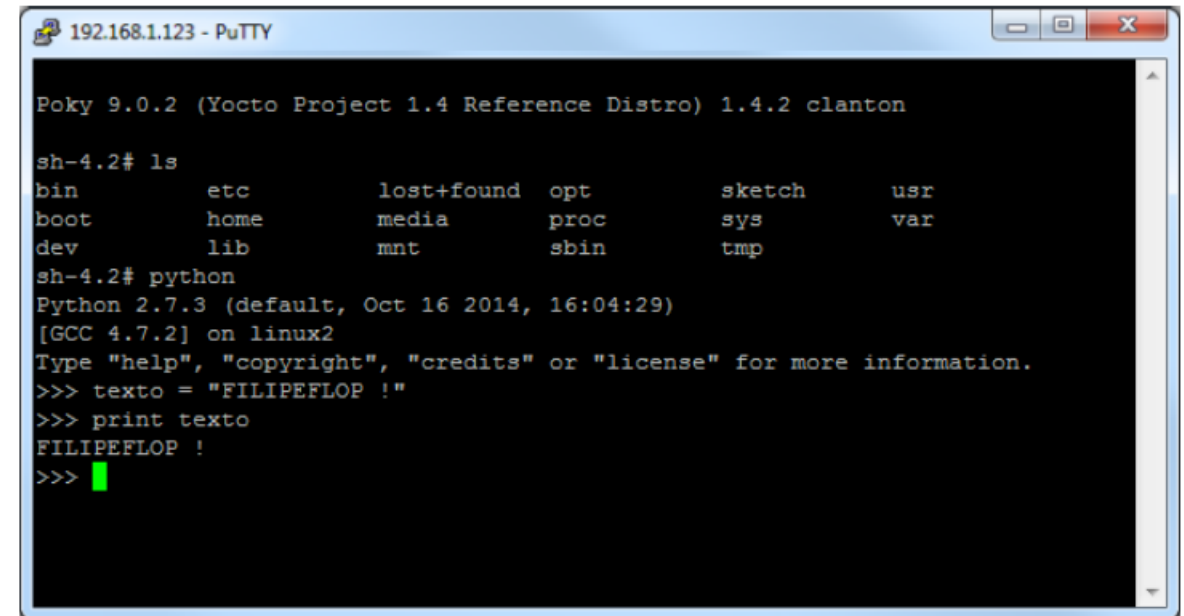 192.168.1.123 - PuTTY
Poky 9.0.2 (Yocto Project 1.4 Reference Distro) 1.4.2 clanton
sh-4.2# ls
bin etc lost+found opt sketch usr
boot home media proc sys var
dev lib mnt sbin tmp
sh-4.2# python
Python 2.7.3 (default, Oct 16 2014, 16:04:29)
[GCC 4.7.2] on linux2
Type "help", "copyright", "credits" or "license" for more information.
>>> texto = "FILIPEFLOP !"
>>> print texto
FILIPEFLOP !
>>>